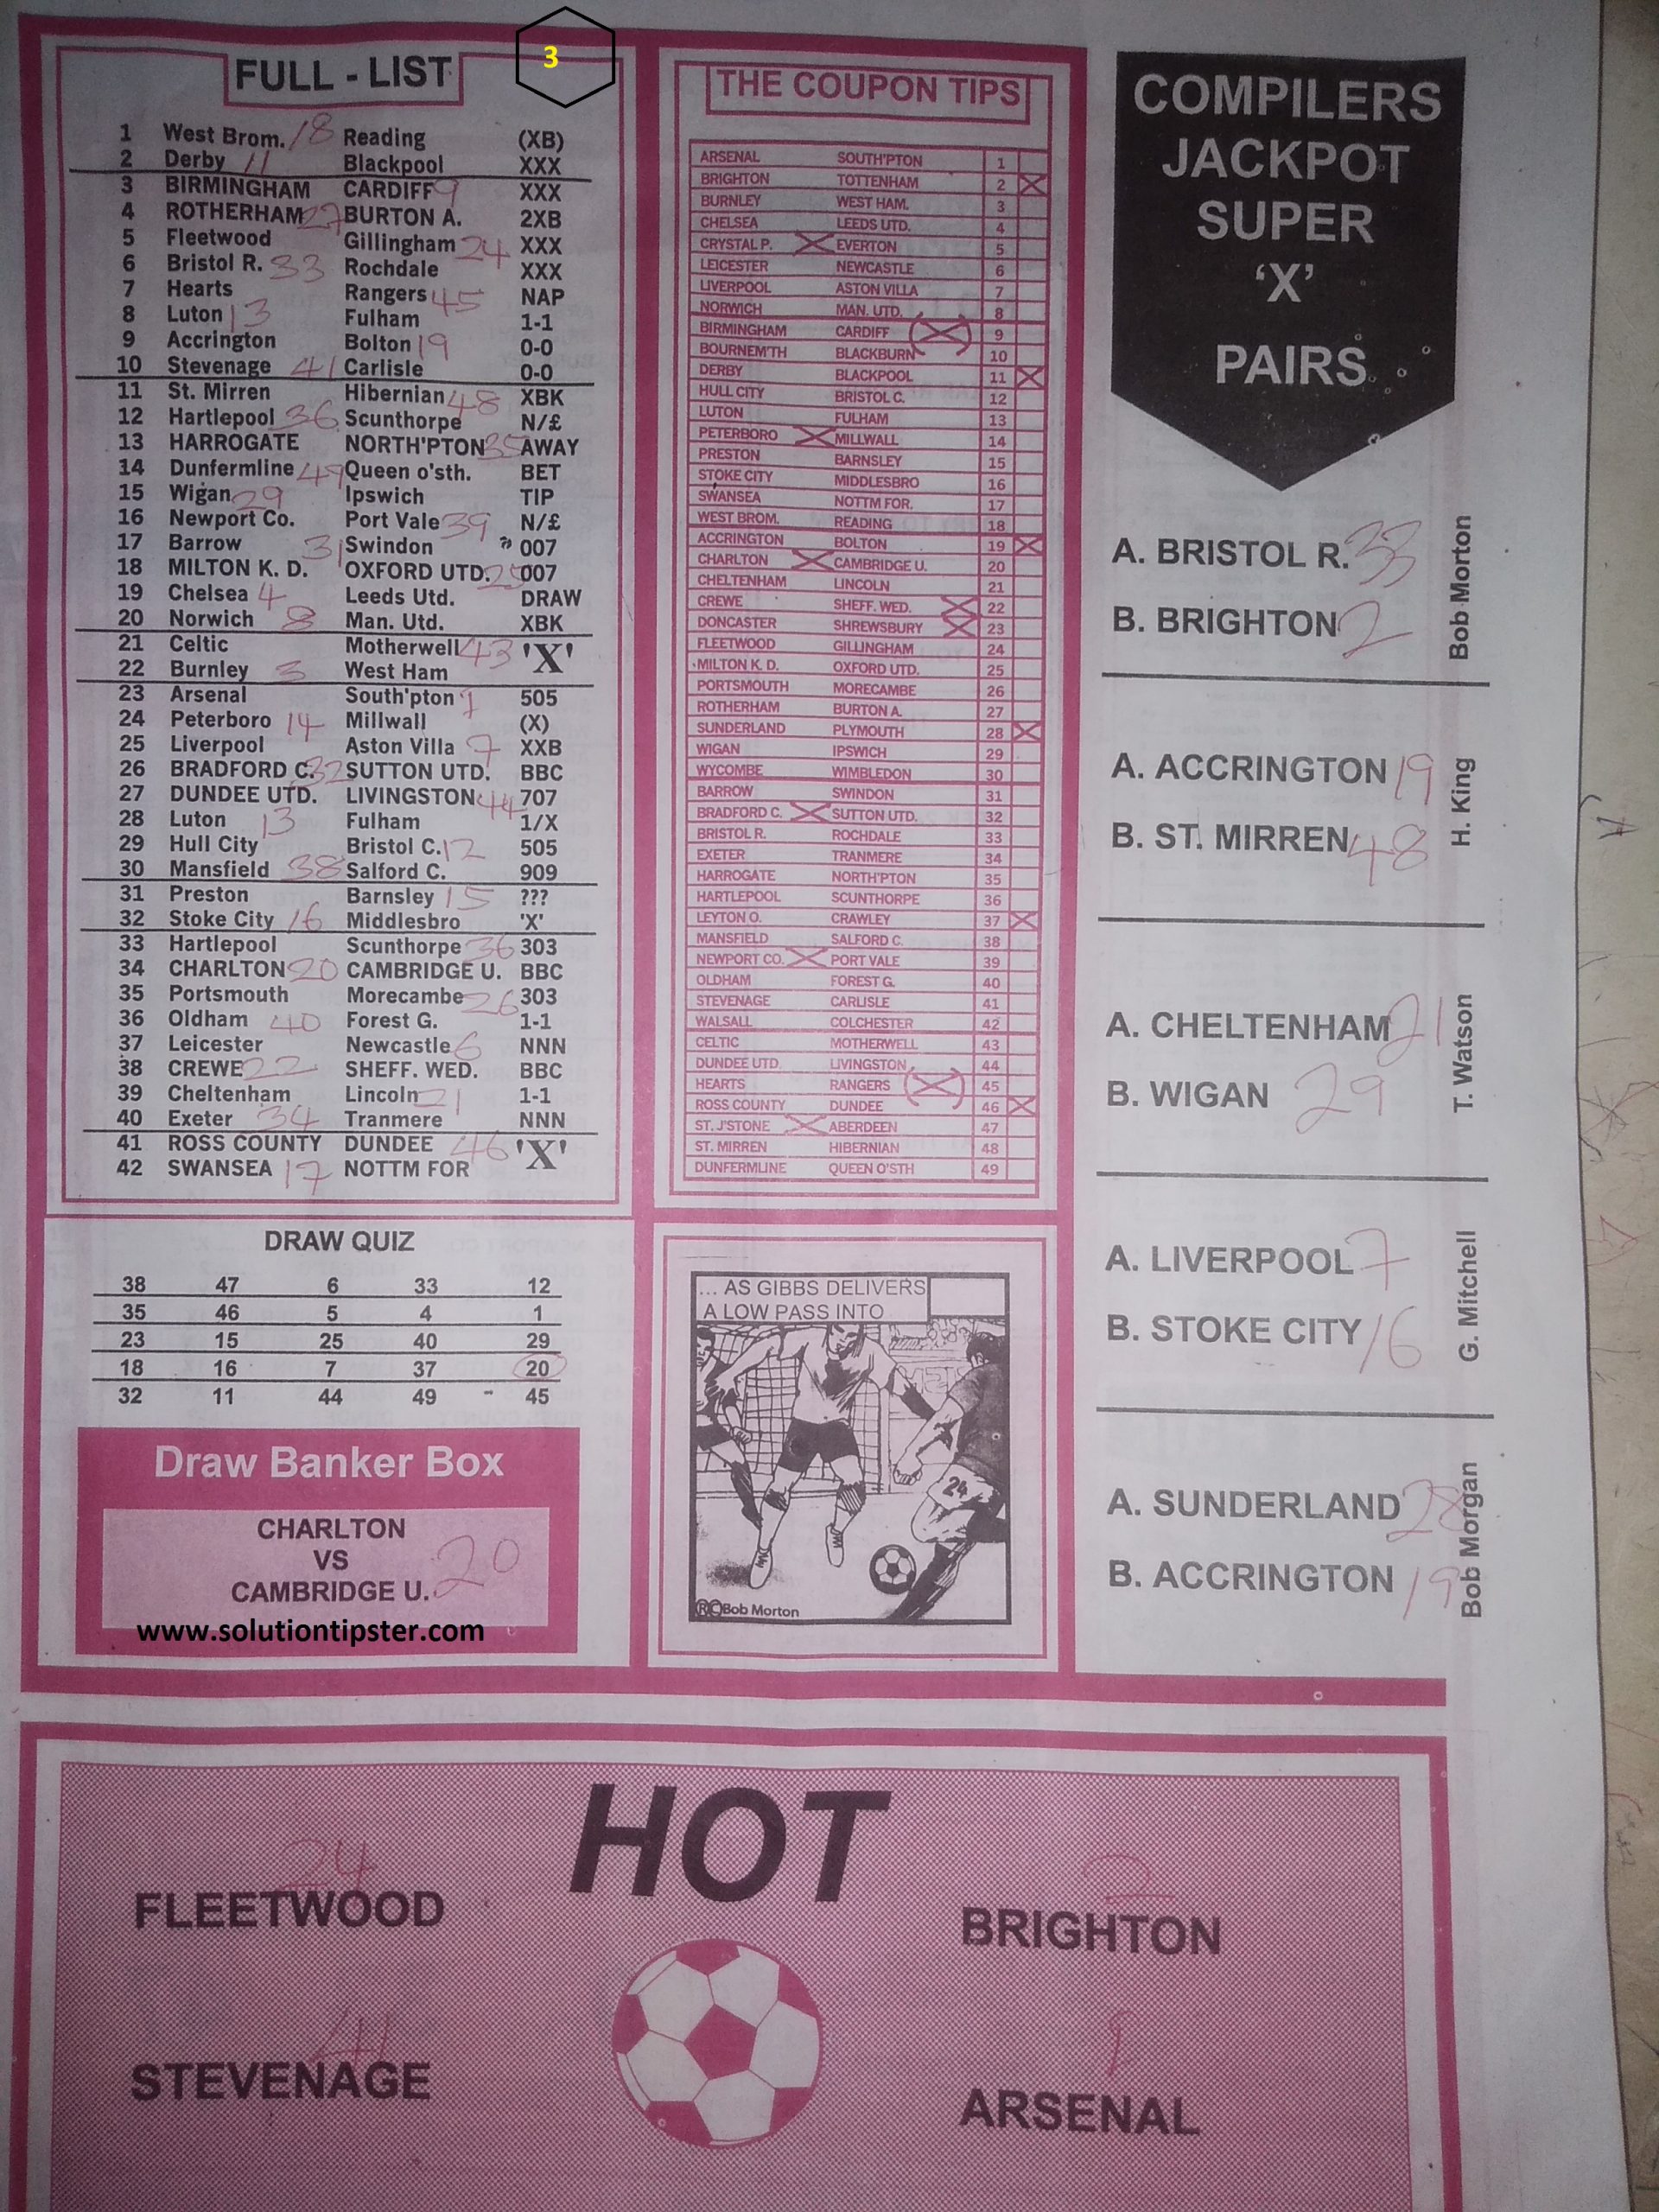 3
FULL - LIST
1 West Brom. 18 Reading (XB)
2 Derby 11 Blackpool XXX
3 BIRMINGHAM CARDIFF 9 XXX
4 ROTHERHAM 27 BURTON A. 2XB
5 Fleetwood Gillingham 24 XXX
6 Bristol R. 33 Rochdale XXX
7 Hearts Rangers 45 NAP
8 Luton 13 Fulham 1-1
9 Accrington Bolton 19 0-0
10 Stevenage 41 Carlisle 0-0
11 St. Mirren Hibernian 48 XBK
12 Hartlepool 36 Scunthorpe N/£
13 HARROGATE NORTH'PTON 35 AWAY
14 Dunfermline 49 Queen o'sth. BET
15 Wigan 29 Ipswich TIP
16 Newport Co. Port Vale 39 N/£
17 Barrow 31 Swindon 007
18 MILTON K. D. OXFORD UTD. 25 007
19 Chelsea 4 Leeds Utd. DRAW
20 Norwich 8 Man. Utd. XBK
21 Celtic Motherwell 43 'X'
22 Burnley 3 West Ham
23 Arsenal South'pton 1 505
24 Peterboro 14 Millwall (X)
25 Liverpool Aston Villa 7 XXB
26 BRADFORD C. 32 SUTTON UTD. BBC
27 DUNDEE UTD. LIVINGSTON 44 707
28 Luton 13 Fulham 1/X
29 Hull City Bristol C. 12 505
30 Mansfield 38 Salford C. 909
31 Preston Barnsley 15 ???
32 Stoke City 16 Middlesbro 'X'
33 Hartlepool Scunthorpe 36 303
34 CHARLTON 20 CAMBRIDGE U. BBC
35 Portsmouth Morecambe 26 303
36 Oldham 40 Forest G. 1-1
37 Leicester Newcastle 6 NNN
38 CREWE 22 SHEFF. WED. BBC
39 Cheltenham Lincoln 21 1-1
40 Exeter 34 Tranmere NNN
41 ROSS COUNTY DUNDEE 46 'X'
42 SWANSEA 17 NOTTM FOR
DRAW QUIZ
38 47 6 33 12
35 46 5 4 1
23 15 25 40 29
18 16 7 37 20
32 11 44 49 45
Draw Banker Box
CHARLTON
VS
CAMBRIDGE U. 20
www.solutiontipster.com
THE COUPON TIPS
ARSENAL SOUTH'PTON 1
BRIGHTON TOTTENHAM 2 X
BURNLEY WEST HAM. 3
CHELSEA LEEDS UTD. 4
CRYSTAL P. X EVERTON 5
LEICESTER NEWCASTLE 6
LIVERPOOL ASTON VILLA 7
NORWICH MAN. UTD. 8
BIRMINGHAM CARDIFF (X) 9
BOURNEM'TH BLACKBURN 10
DERBY BLACKPOOL 11 X
HULL CITY BRISTOL C. 12
LUTON FULHAM 13
PETERBORO X MILLWALL 14
PRESTON BARNSLEY 15
STOKE CITY MIDDLESBRO 16
SWANSEA NOTTM FOR. 17
WEST BROM. READING 18
ACCRINGTON BOLTON 19 X
CHARLTON X CAMBRIDGE U. 20
CHELTENHAM LINCOLN 21
CREWE SHEFF. WED. X 22
DONCASTER SHREWSBURY X 23
FLEETWOOD GILLINGHAM 24
MILTON K. D. OXFORD UTD. 25
PORTSMOUTH MORECAMBE 26
ROTHERHAM BURTON A. 27
SUNDERLAND PLYMOUTH 28 X
WIGAN IPSWICH 29
WYCOMBE WIMBLEDON 30
BARROW SWINDON 31
BRADFORD C. X SUTTON UTD. 32
BRISTOL R. ROCHDALE 33
EXETER TRANMERE 34
HARROGATE NORTH'PTON 35
HARTLEPOOL SCUNTHORPE 36
LEYTON O. CRAWLEY 37 X
MANSFIELD SALFORD C. 38
NEWPORT CO. X PORT VALE 39
OLDHAM FOREST G. 40
STEVENAGE CARLISLE 41
WALSALL COLCHESTER 42
CELTIC MOTHERWELL 43
DUNDEE UTD. LIVINGSTON 44
HEARTS RANGERS (X) 45
ROSS COUNTY DUNDEE 46 X
ST. J'STONE X ABERDEEN 47
ST. MIRREN HIBERNIAN 48
DUNFERMLINE QUEEN O'STH 49
... AS GIBBS DELIVERS
A LOW PASS INTO
24
Bob Morton
COMPILERS
JACKPOT
SUPER
‘X’
PAIRS
A. BRISTOL R. 33
B. BRIGHTON 2
Bob Morton
A. ACCRINGTON 19
B. ST. MIRREN 48
H. King
A. CHELTENHAM 21
B. WIGAN 29
T. Watson
A. LIVERPOOL 7
B. STOKE CITY 16
G. Mitchell
A. SUNDERLAND 28
B. ACCRINGTON 19
Bob Morgan
HOT
24
FLEETWOOD
2
BRIGHTON
41
STEVENAGE
1
ARSENAL